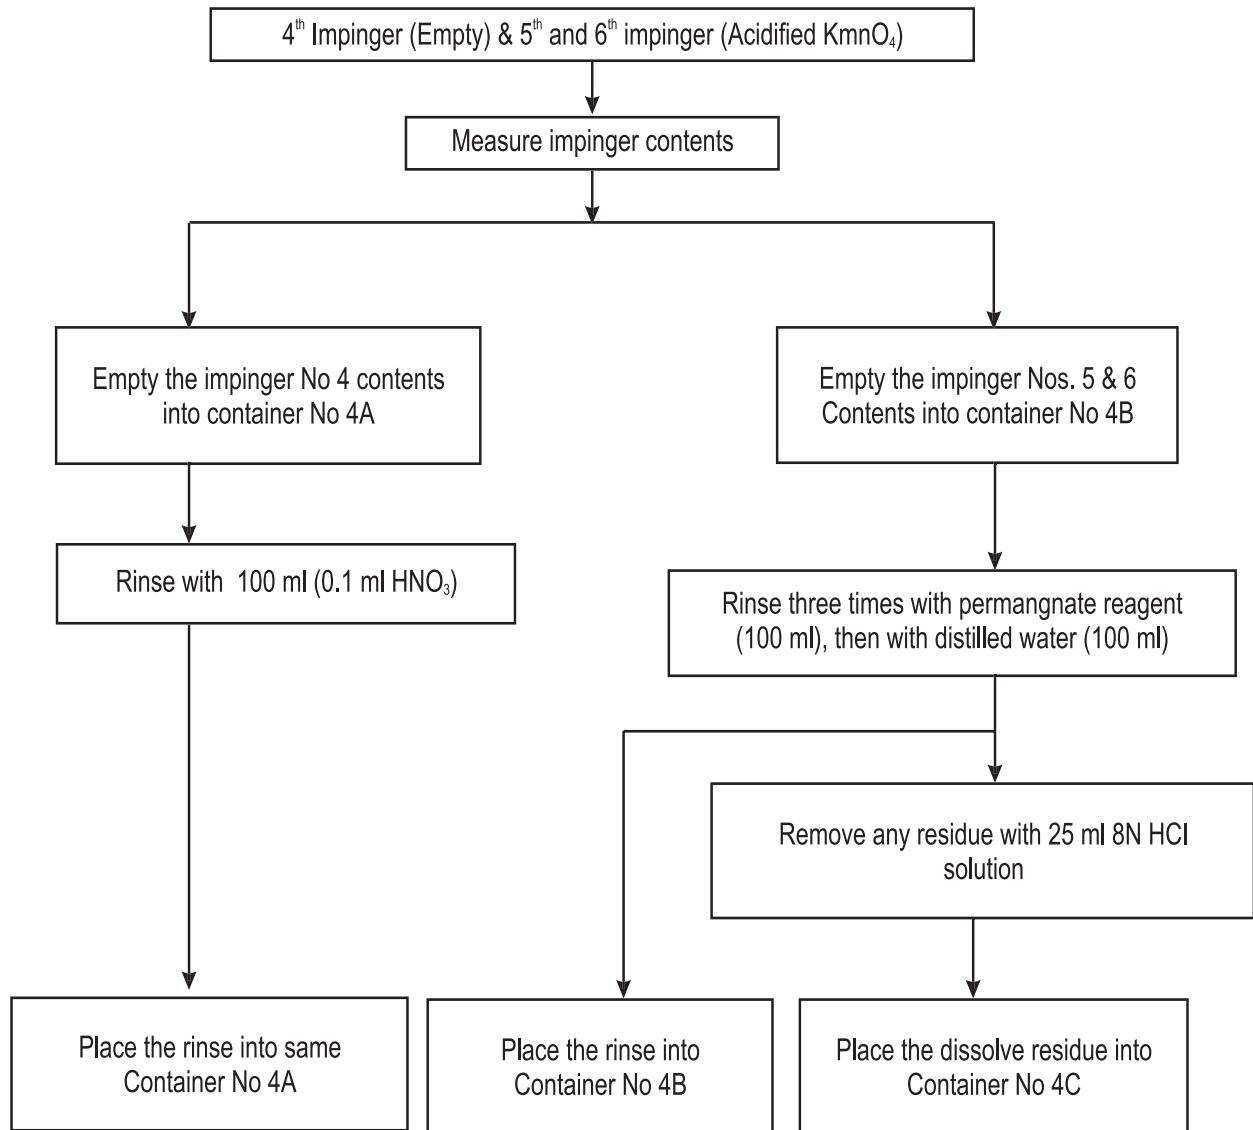 4th Impinger (Empty) & 5th and 6th impinger (Acidified KmnO4)
Measure impinger contents
Empty the impinger No 4 contents
into container No 4A
Empty the impinger Nos. 5 & 6
Contents into container No 4B
Rinse with 100 ml (0.1 ml HNO3)
Rinse three times with permangnate reagent
(100 ml), then with distilled water (100 ml)
Remove any residue with 25 ml 8N HCl
solution
Place the rinse into same
Container No 4A
Place the rinse into
Container No 4B
Place the dissolve residue into
Container No 4C